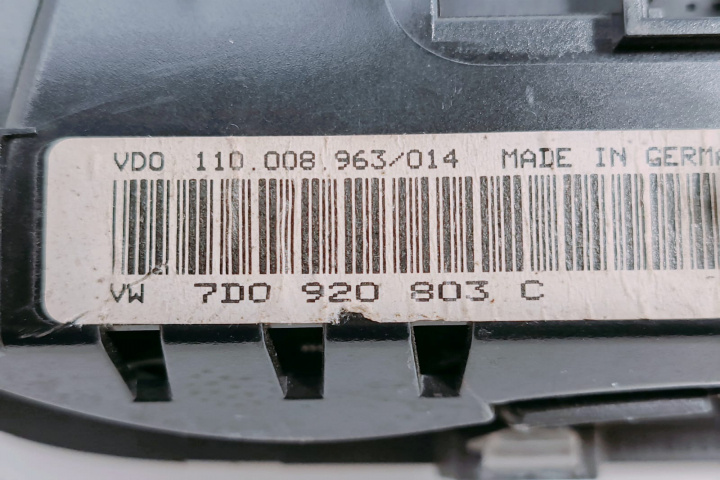 VDO 110.008.963/014 MADE IN GERMA
VW 7D0 920 803 C